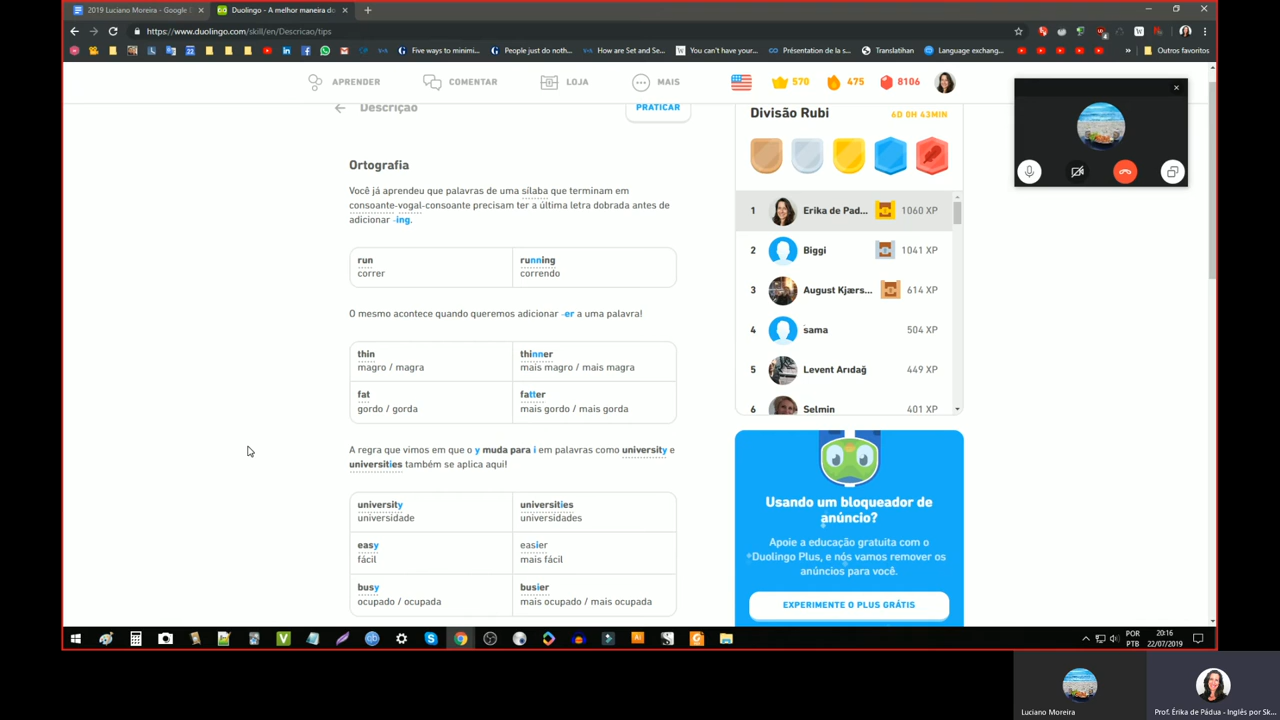 2019 Luciano Moreira - Google D
Duolingo - A melhor maneira do
https://www.duolingo.com/skill/en/Descricao/tips
Five ways to minimi...
People just do noth...
How are Set and Se...
You can't have your...
Présentation de la s...
Translatihan
Language exchang...
Outros favoritos
APRENDER
COMENTAR
LOJA
MAIS
570
475
8106
Descrição
PRATICAR
Ortografia
Você já aprendeu que palavras de uma sílaba que terminam em
consoante-vogal-consoante precisam ter a última letra dobrada antes de
adicionar -ing.
run
running
correr
correndo
O mesmo acontece quando queremos adicionar -er a uma palavra!
thin
thinner
magro / magra
mais magro / mais magra
fat
fatter
gordo / gorda
mais gordo / mais gorda
A regra que vimos em que o y muda para i em palavras como university e
universities também se aplica aqui!
university
universities
universidade
universidades
easy
easier
fácil
mais fácil
busy
busier
ocupado / ocupada
mais ocupado / mais ocupada
Divisão Rubi
4D 0H 43MIN
1 Erika de Pad... 1060 XP
2 Biggi 1041 XP
3 August Kjærs... 614 XP
4 sama 504 XP
5 Levent Arıdağ 449 XP
6 Selmin 401 XP
Usando um bloqueador de
anúncio?
Apoie a educação gratuita com o
Duolingo Plus, e nós vamos remover os
anúncios para você.
EXPERIMENTE O PLUS GRÁTIS
POR
PTB
20:16
22/07/2019
Luciano Moreira
Prof. Érika de Pádua - Inglês por Sk...